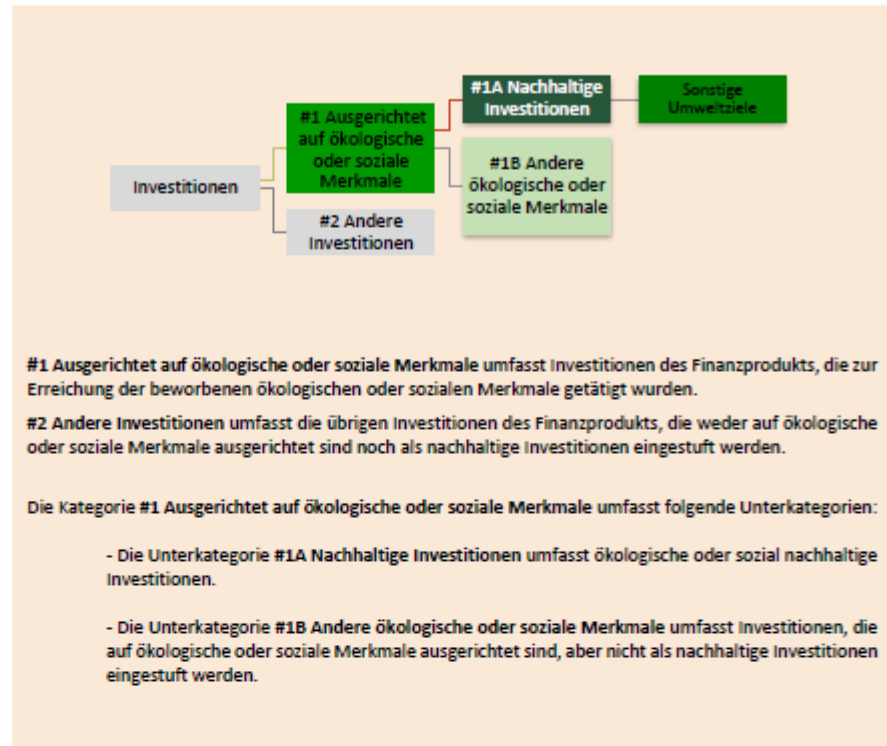 #1A Nachhaltige
Investitionen
Sonstige
Umweltziele
#1 Ausgerichtet
auf ökologische
oder soziale
Merkmale
#1B Andere
ökologische oder
soziale Merkmale
Investitionen
#2 Andere
Investitionen
#1 Ausgerichtet auf ökologische oder soziale Merkmale umfasst Investitionen des Finanzprodukts, die zur
Erreichung der beworbenen ökologischen oder sozialen Merkmale getätigt wurden.
#2 Andere Investitionen umfasst die übrigen Investitionen des Finanzprodukts, die weder auf ökologische
oder soziale Merkmale ausgerichtet sind noch als nachhaltige Investitionen eingestuft werden.
Die Kategorie #1 Ausgerichtet auf ökologische oder soziale Merkmale umfasst folgende Unterkategorien:
- Die Unterkategorie #1A Nachhaltige Investitionen umfasst ökologische oder sozial nachhaltige
Investitionen.
- Die Unterkategorie #1B Andere ökologische oder soziale Merkmale umfasst Investitionen, die
auf ökologische oder soziale Merkmale ausgerichtet sind, aber nicht als nachhaltige Investitionen
eingestuft werden.